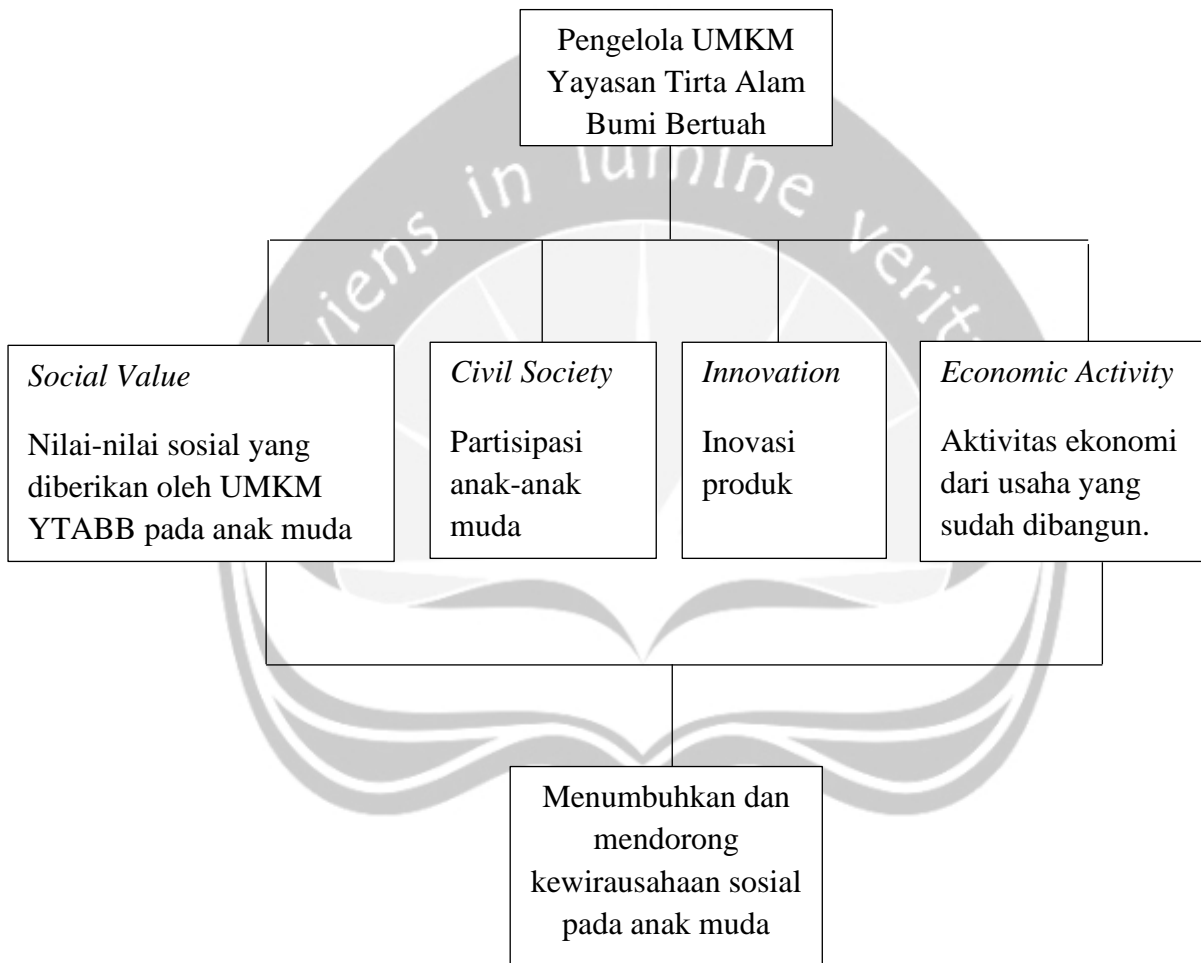 Pengelola UMKM
Yayasan Tirta Alam
Bumi Bertuah
in lumine
Social Value
Nilai-nilai sosial yang
diberikan oleh UMKM
YTABB pada anak muda
Civil Society
Partisipasi
anak-anak
muda
Innovation
Inovasi
produk
Economic Activity
Aktivitas ekonomi
dari usaha yang
sudah dibangun.
Menumbuhkan dan
mendorong
kewirausahaan sosial
pada anak muda